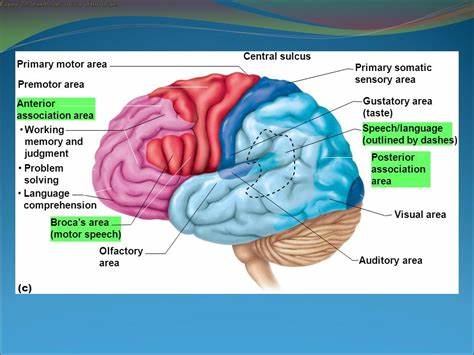 Central sulcus
Primary motor area
Premotor area
Anterior
association area
• Working
memory and
judgment
• Problem
solving
• Language
comprehension
Broca's area
(motor speech)
Olfactory
area
Primary somatic
sensory area
Gustatory area
(taste)
Speech/language
(outlined by dashes)
Posterior
association
area
Visual area
Auditory area
(c)